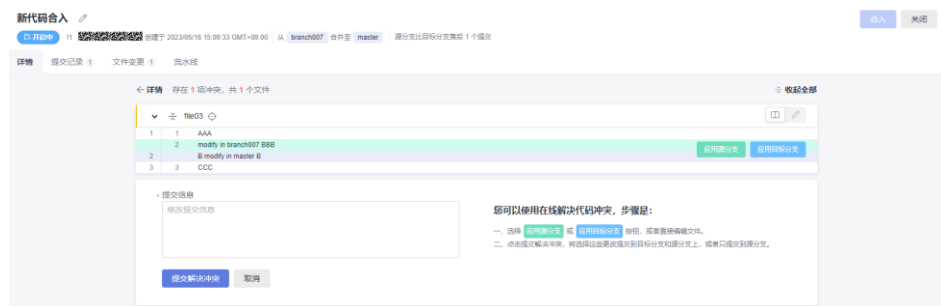 新代码合入
合入 关闭
开启中 !1 创建于 2023/05/16 15:09:33 GMT+08:00 从 branch007 合并至 master 源分支比目标分支落后 1 个提交
详情 提交记录 1 文件变更 1 流水线
详情 存在 1 项冲突，共 1 个文件 收起全部
file03
1 1 AAA
2 modify in branch007 BBB
应用源分支 应用目标分支
2 B modify in master B
3 3 CCC
* 提交信息
修改提交信息
您可以使用在线解决代码冲突，步骤是：
一、选择 应用源分支 或 应用目标分支 按钮，或者直接编辑文件。
二、点击提交解决冲突，将选择这些更改提交到目标分支和源分支上，或者只提交到源分支。
提交解决冲突 取消